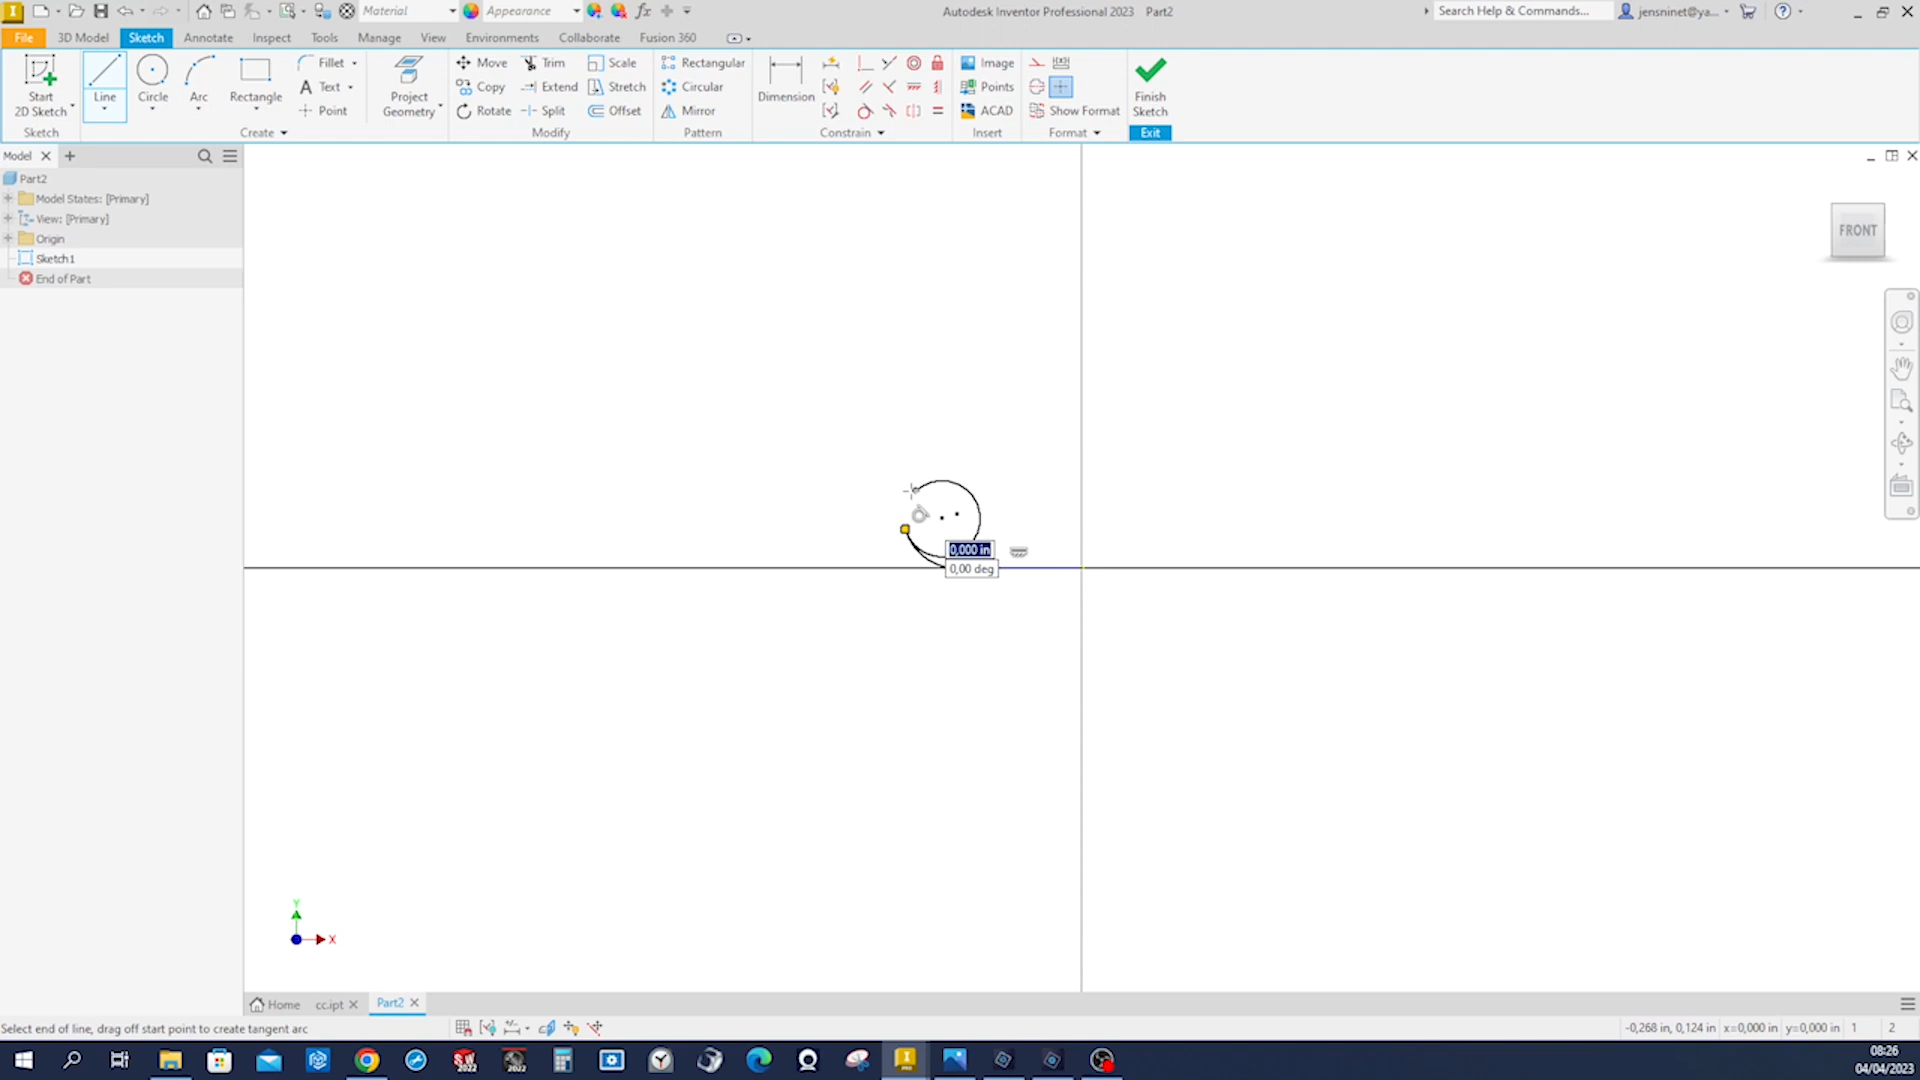 Material
Appearance
Autodesk Inventor Professional 2023 Part2
Search Help & Commands...
jensninet@ya...
File 3D Model Sketch Annotate Inspect Tools Manage View Environments Collaborate Fusion 360
Start
2D Sketch
Line
Circle
Arc
Rectangle
Fillet
Text
Point
Project
Geometry
Move
Copy
Rotate
Trim
Extend
Split
Scale
Stretch
Offset
Rectangular
Circular
Mirror
Dimension
Image
Points
ACAD
Show Format
Finish
Sketch
Sketch Create Modify Pattern Constrain Insert Format Exit
Model
Part2
Model States: [Primary]
View: [Primary]
Origin
Sketch1
End of Part
FRONT
0,000 in
0,00 deg
Y
X
Home cc.ipt Part2
Select end of line, drag off start point to create tangent arc
-0,268 in, 0,124 in x=0,000 in y=0,000 in 1 2
08:26
04/04/2023